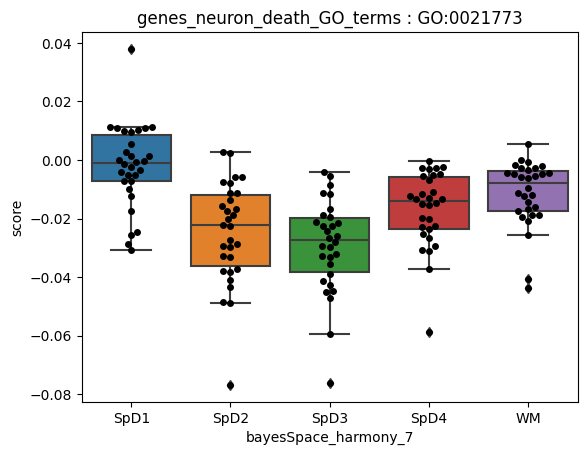 genes_neuron_death_GO_terms : GO:0021773
score
0.04
0.02
0.00
−0.02
−0.04
−0.06
−0.08
SpD1 SpD2 SpD3 SpD4 WM
bayesSpace_harmony_7